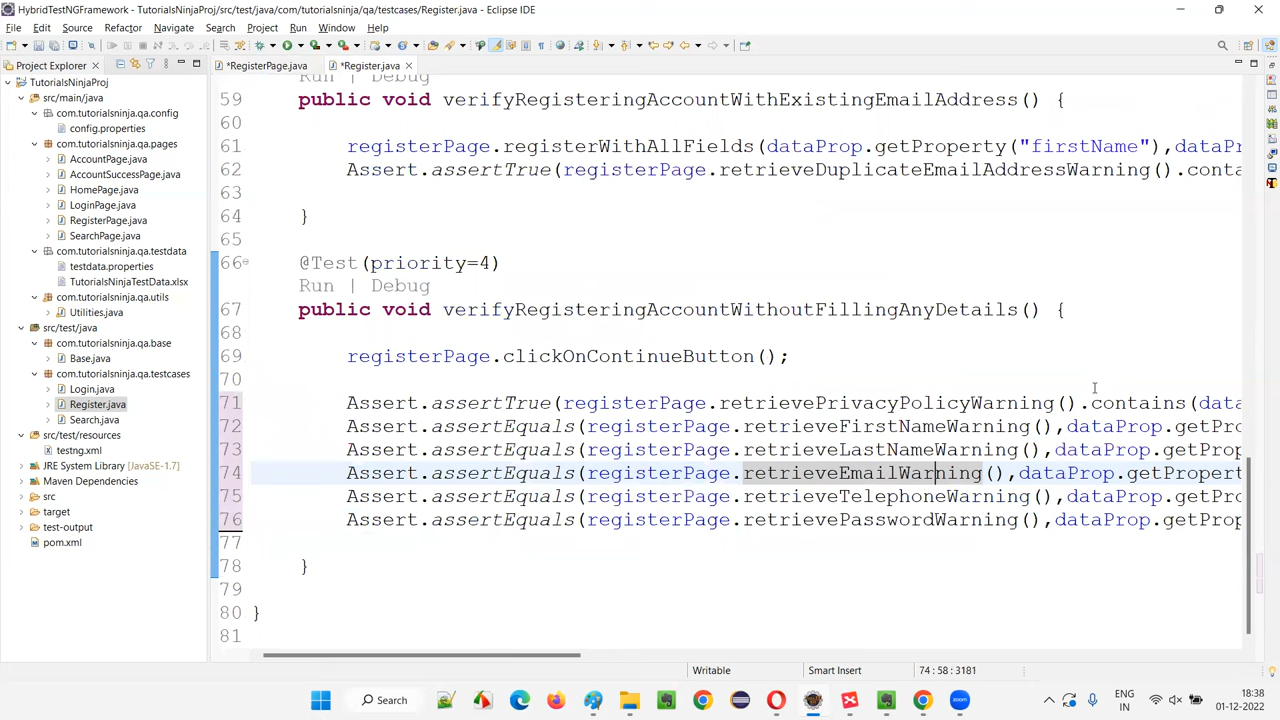 HybridTestNGFramework - TutorialsNinjaProj/src/test/java/com/tutorialsninja/qa/testcases/Register.java - Eclipse IDE
File Edit Source Refactor Navigate Search Project Run Window Help
Project Explorer
*RegisterPage.java
*Register.java
TutorialsNinjaProj
src/main/java
com.tutorialsninja.qa.config
config.properties
com.tutorialsninja.qa.pages
AccountPage.java
AccountSuccessPage.java
HomePage.java
LoginPage.java
RegisterPage.java
SearchPage.java
com.tutorialsninja.qa.testdata
testdata.properties
TutorialsNinjaTestData.xlsx
com.tutorialsninja.qa.utils
Utilities.java
src/test/java
com.tutorialsninja.qa.base
Base.java
com.tutorialsninja.qa.testcases
Login.java
Register.java
Search.java
src/test/resources
testng.xml
JRE System Library [JavaSE-1.7]
Maven Dependencies
src
target
test-output
pom.xml
Run | Debug
59 public void verifyRegisteringAccountWithExistingEmailAddress() {
60
61 registerPage.registerWithAllFields(dataProp.getProperty("firstName"),dataPr
62 Assert.assertTrue(registerPage.retrieveDuplicateEmailAddressWarning().conta
63
64 }
65
66 @Test(priority=4)
Run | Debug
67 public void verifyRegisteringAccountWithoutFillingAnyDetails() {
68
69 registerPage.clickOnContinueButton();
70
71 Assert.assertTrue(registerPage.retrievePrivacyPolicyWarning().contains(data
72 Assert.assertEquals(registerPage.retrieveFirstNameWarning(),dataProp.getPro
73 Assert.assertEquals(registerPage.retrieveLastNameWarning(),dataProp.getProp
74 Assert.assertEquals(registerPage.retrieveEmailWarning(),dataProp.getPropert
75 Assert.assertEquals(registerPage.retrieveTelephoneWarning(),dataProp.getPro
76 Assert.assertEquals(registerPage.retrievePasswordWarning(),dataProp.getProp
77
78 }
79
80 }
81
Writable
Smart Insert
74 : 58 : 3181
Search
ENG
IN
18:38
01-12-2022